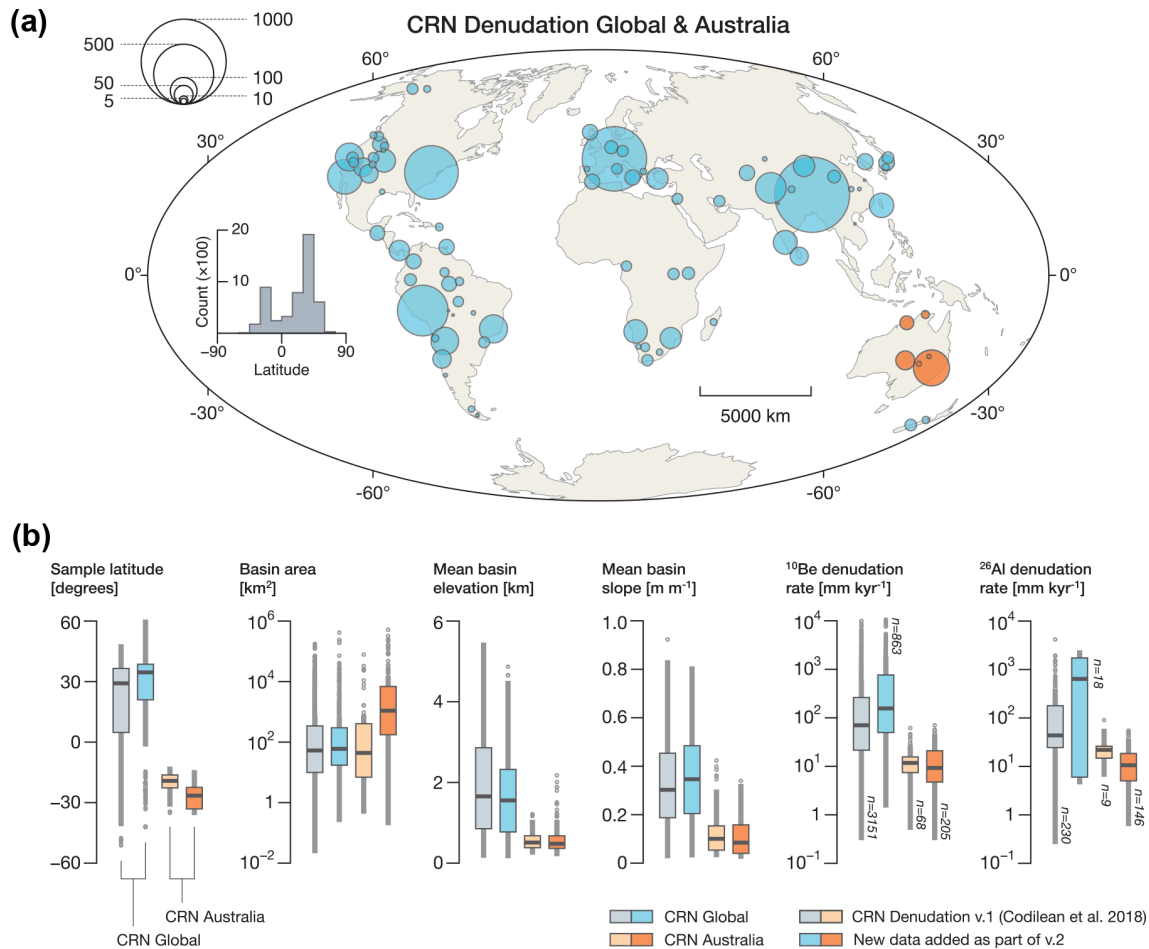 (a)
CRN Denudation Global & Australia
1000
500
100
50
10
5
60°
60°
30°
30°
0°
0°
-30°
-30°
-60°
-60°
20
10
Count (×100)
−90
0
90
Latitude
5000 km
(b)
Sample latitude
[degrees]
60
30
0
−30
−60
CRN Australia
CRN Global
Basin area
[km²]
10⁶
10⁴
10²
1
10⁻²
Mean basin
elevation [km]
6
4
2
0
Mean basin
slope [m m⁻¹]
1.0
0.8
0.6
0.4
0.2
0
¹⁰Be denudation
rate [mm kyr⁻¹]
10⁴
10³
10²
10
1
10⁻¹
n=3151
n=863
n=68
n=205
²⁶Al denudation
rate [mm kyr⁻¹]
10⁴
10³
10²
10
1
10⁻¹
n=230
n=18
n=9
n=146
CRN Global
CRN Australia
CRN Denudation v.1 (Codilean et al. 2018)
New data added as part of v.2